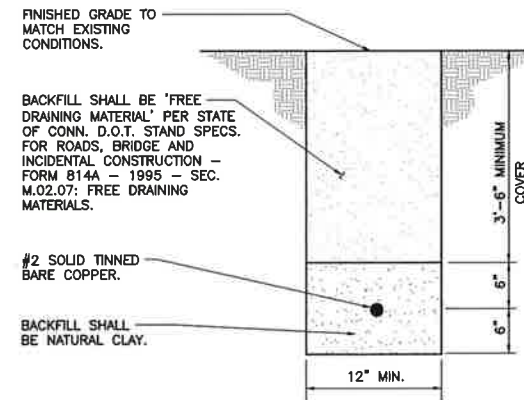 FINISHED GRADE TO
MATCH EXISTING
CONDITIONS.
BACKFILL SHALL BE 'FREE
DRAINING MATERIAL' PER STATE
OF CONN. D.O.T. STAND SPECS.
FOR ROADS, BRIDGE AND
INCIDENTAL CONSTRUCTION –
FORM 814A – 1995 – SEC.
M.02.07: FREE DRAINING
MATERIALS.
#2 SOLID TINNED
BARE COPPER.
BACKFILL SHALL
BE NATURAL CLAY.
3'-6" MINIMUM
COVER
6"
6"
12" MIN.